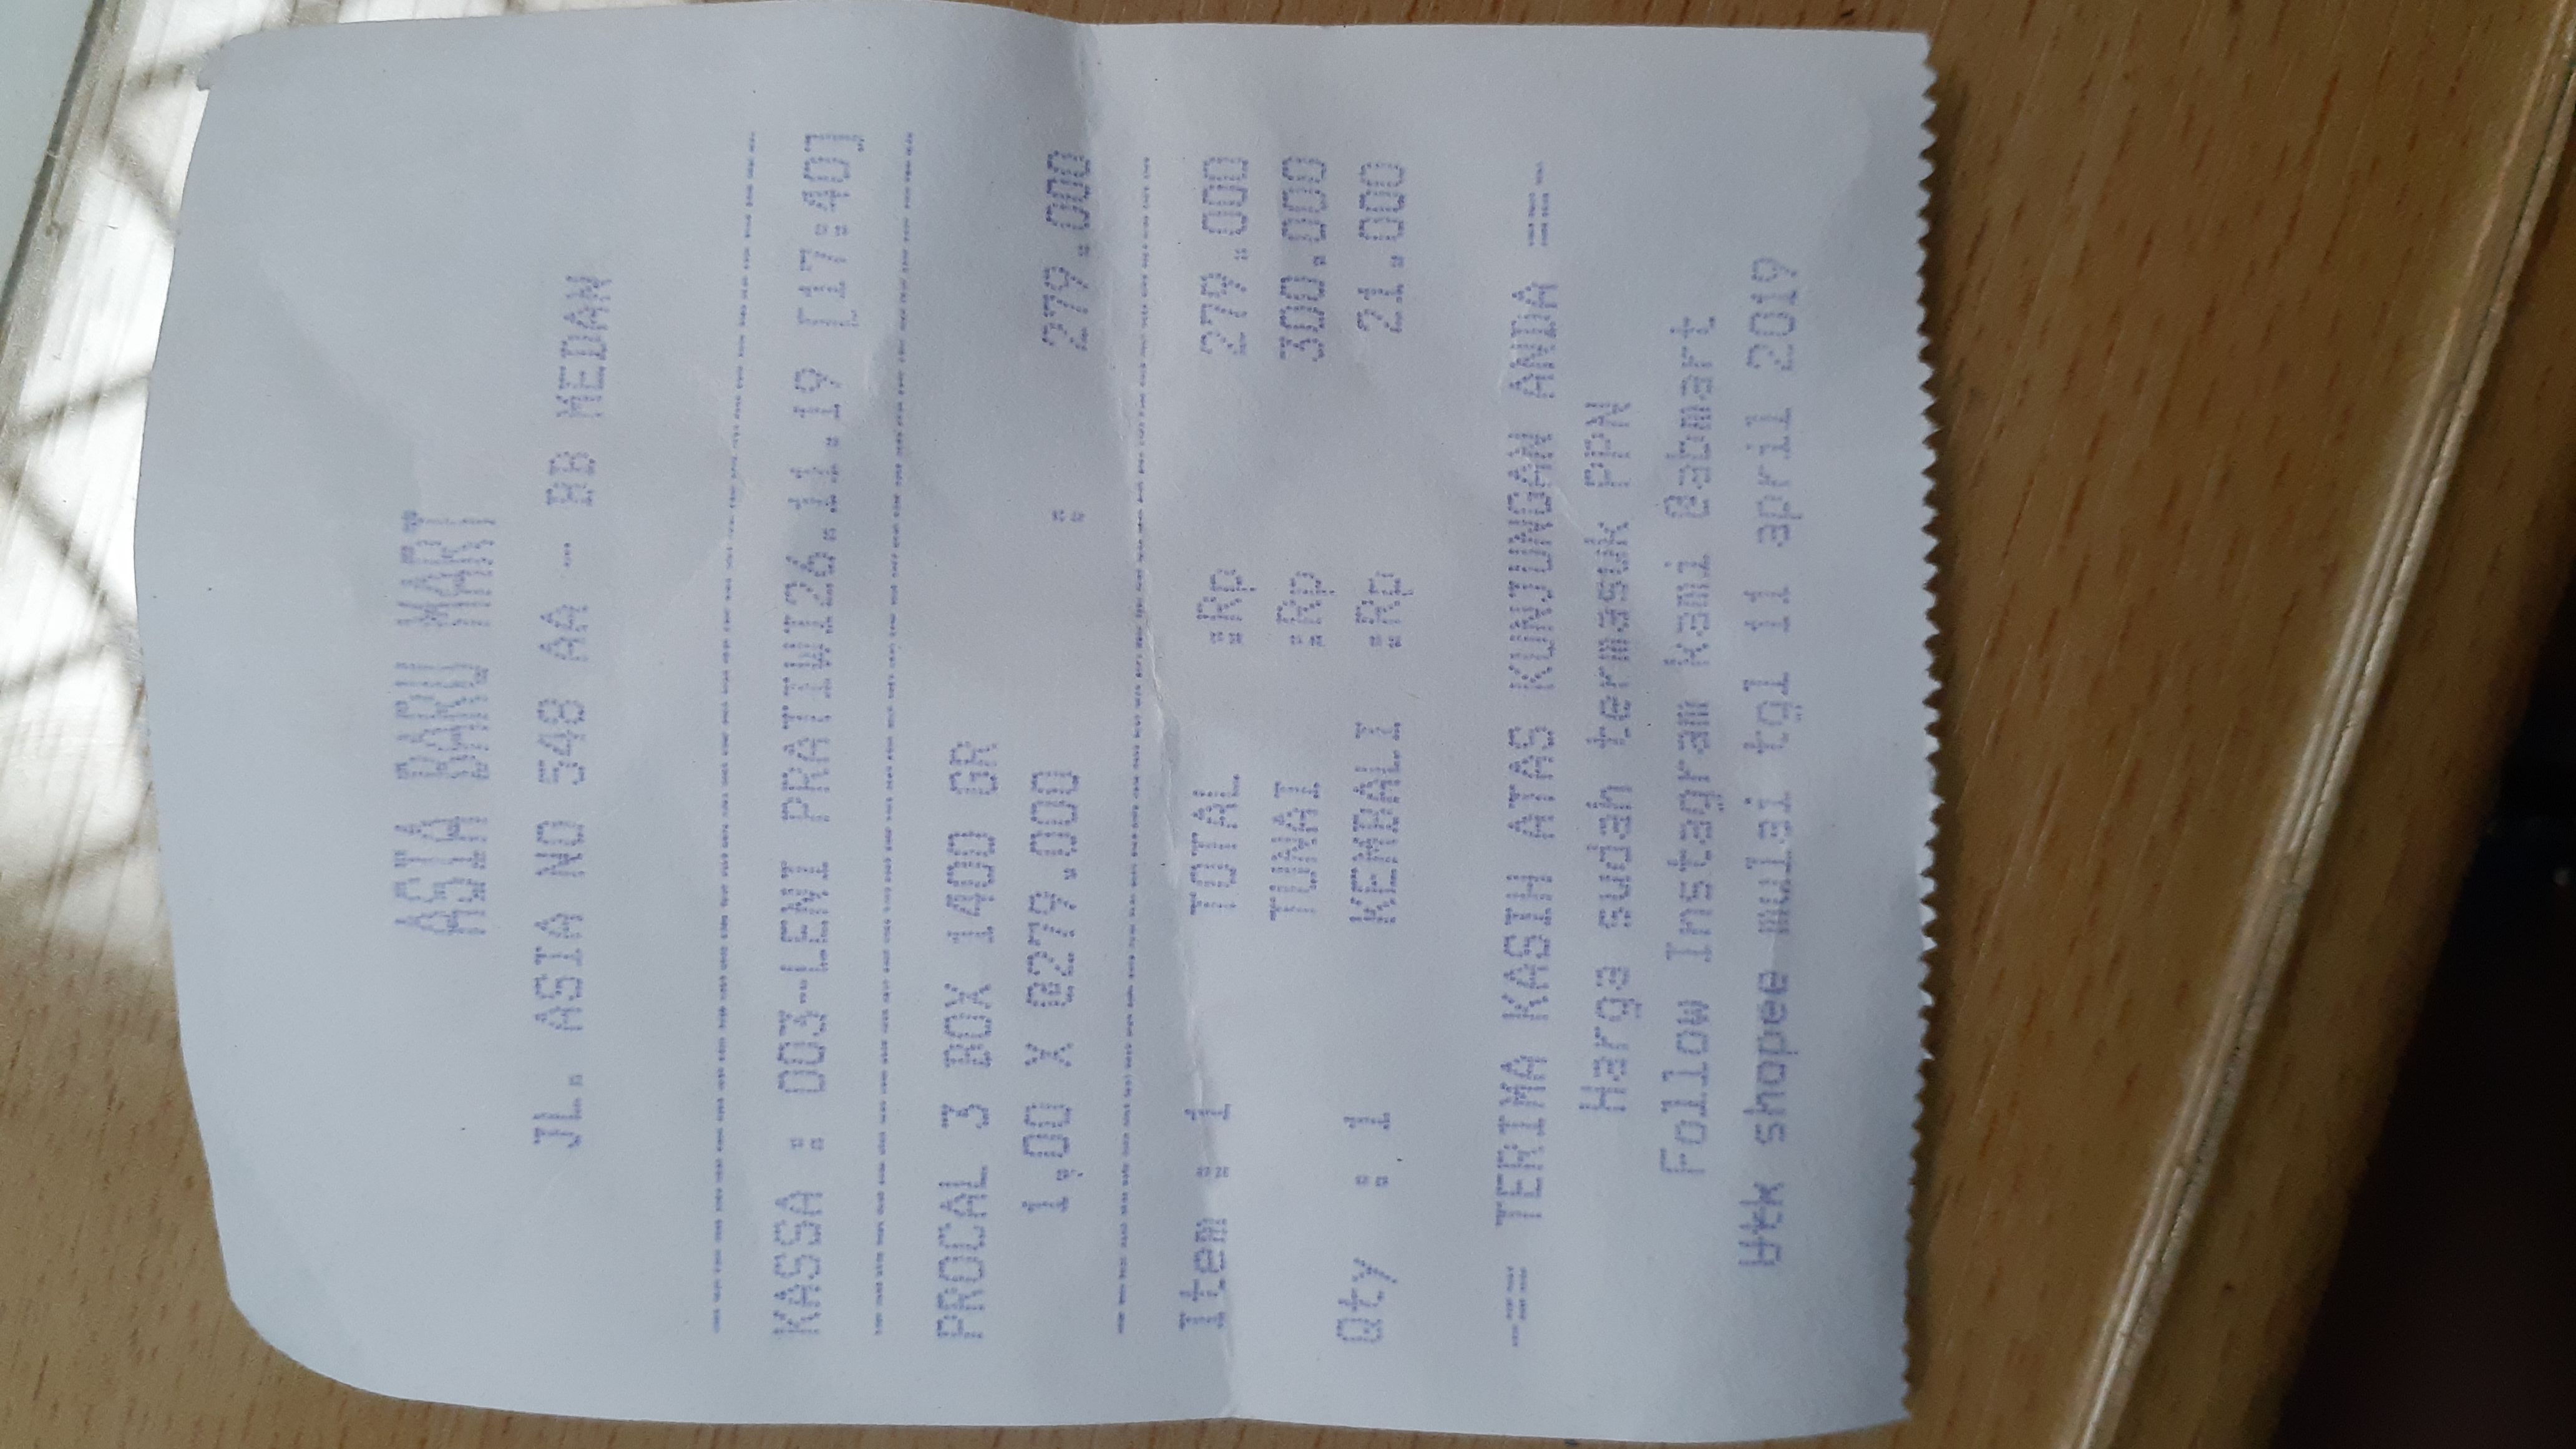 ASIA BARU MART
JL. ASIA NO 548 AA - BB MEDAN
KASSA : 003-LENI PRATIWI26.11.19 [17:40]
PROCAL 3 BOX 1400 GR
1,00 X @279.000 : 279.000
Item : 1 TOTAL :Rp 279.000
TUNAI :Rp 300.000
Qty : 1 KEMBALI :Rp 21.000
-== TERIMA KASIH ATAS KUNJUNGAN ANDA ==-
Harga sudah termasuk PPN
Follow Instagram kami @abmart
Utk shopee mulai tgl 11 april 2019